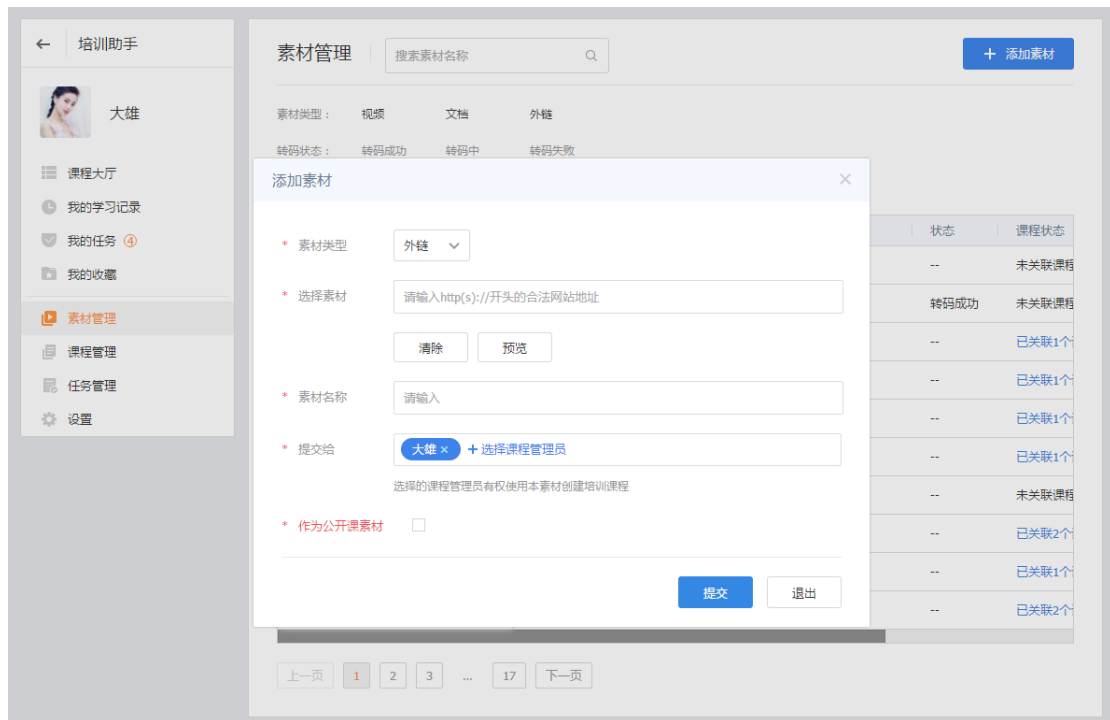 培训助手
大雄
课程大厅
我的学习记录
我的任务 4
我的收藏
素材管理
课程管理
任务管理
设置
素材管理 搜索素材名称 + 添加素材
素材类型： 视频 文档 外链
转码状态： 转码成功 转码中 转码失败
添加素材 ×
* 素材类型 外链
* 选择素材 请输入http(s)://开头的合法网站地址
清除 预览
* 素材名称 请输入
* 提交给 大雄 × + 选择课程管理员
选择的课程管理员有权使用本素材创建培训课程
* 作为公开课素材
提交 退出
状态 课程状态
-- 未关联课程
转码成功 未关联课程
-- 已关联1个
-- 已关联1个
-- 已关联1个
-- 已关联1个
-- 未关联课程
-- 已关联2个
-- 已关联1个
-- 已关联2个
上一页 1 2 3 ... 17 下一页